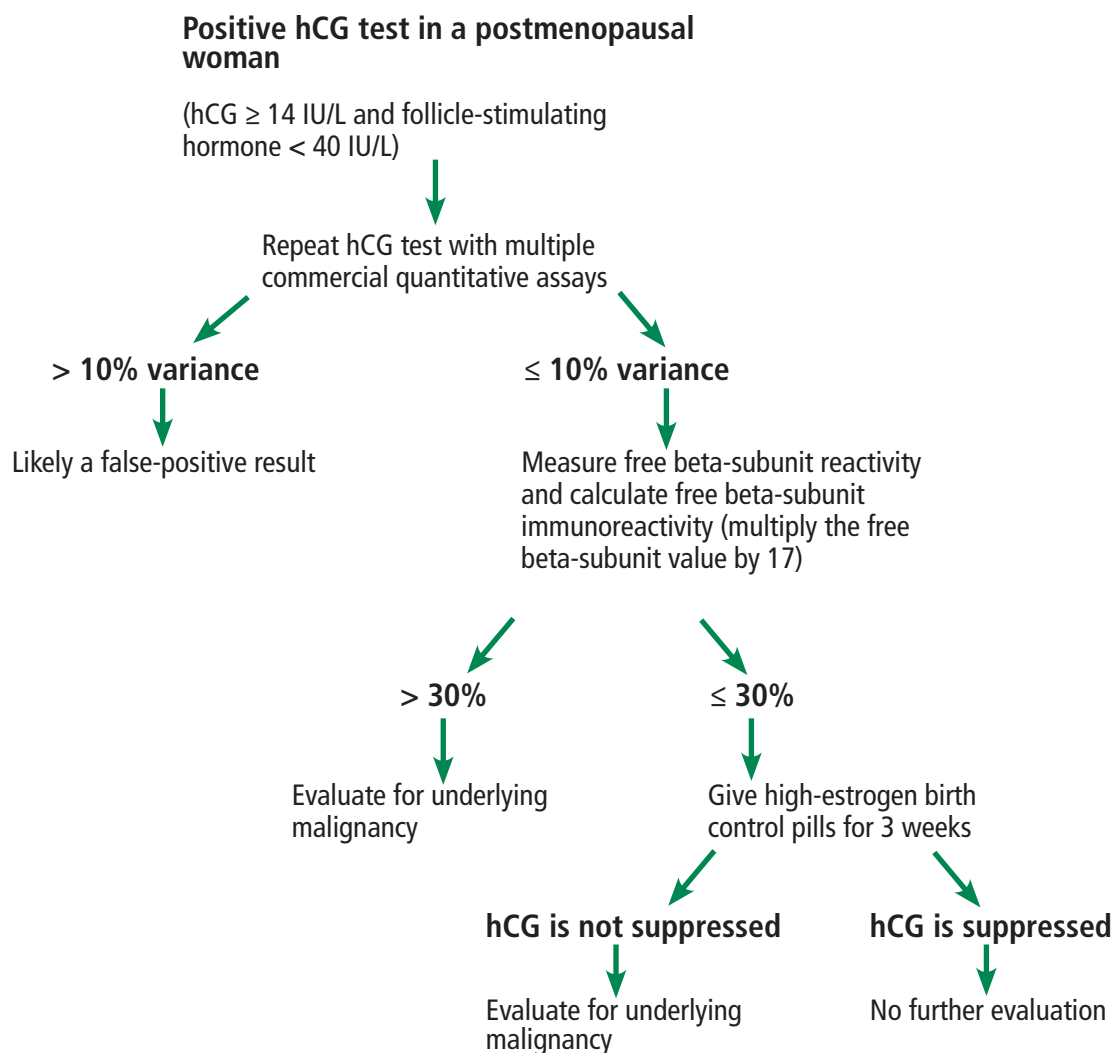 Positive hCG test in a postmenopausal
woman
(hCG ≥ 14 IU/L and follicle-stimulating
hormone < 40 IU/L)
Repeat hCG test with multiple
commercial quantitative assays
> 10% variance
≤ 10% variance
Likely a false-positive result
Measure free beta-subunit reactivity
and calculate free beta-subunit
immunoreactivity (multiply the free
beta-subunit value by 17)
> 30%
≤ 30%
Evaluate for underlying
malignancy
Give high-estrogen birth
control pills for 3 weeks
hCG is not suppressed
hCG is suppressed
Evaluate for underlying
malignancy
No further evaluation